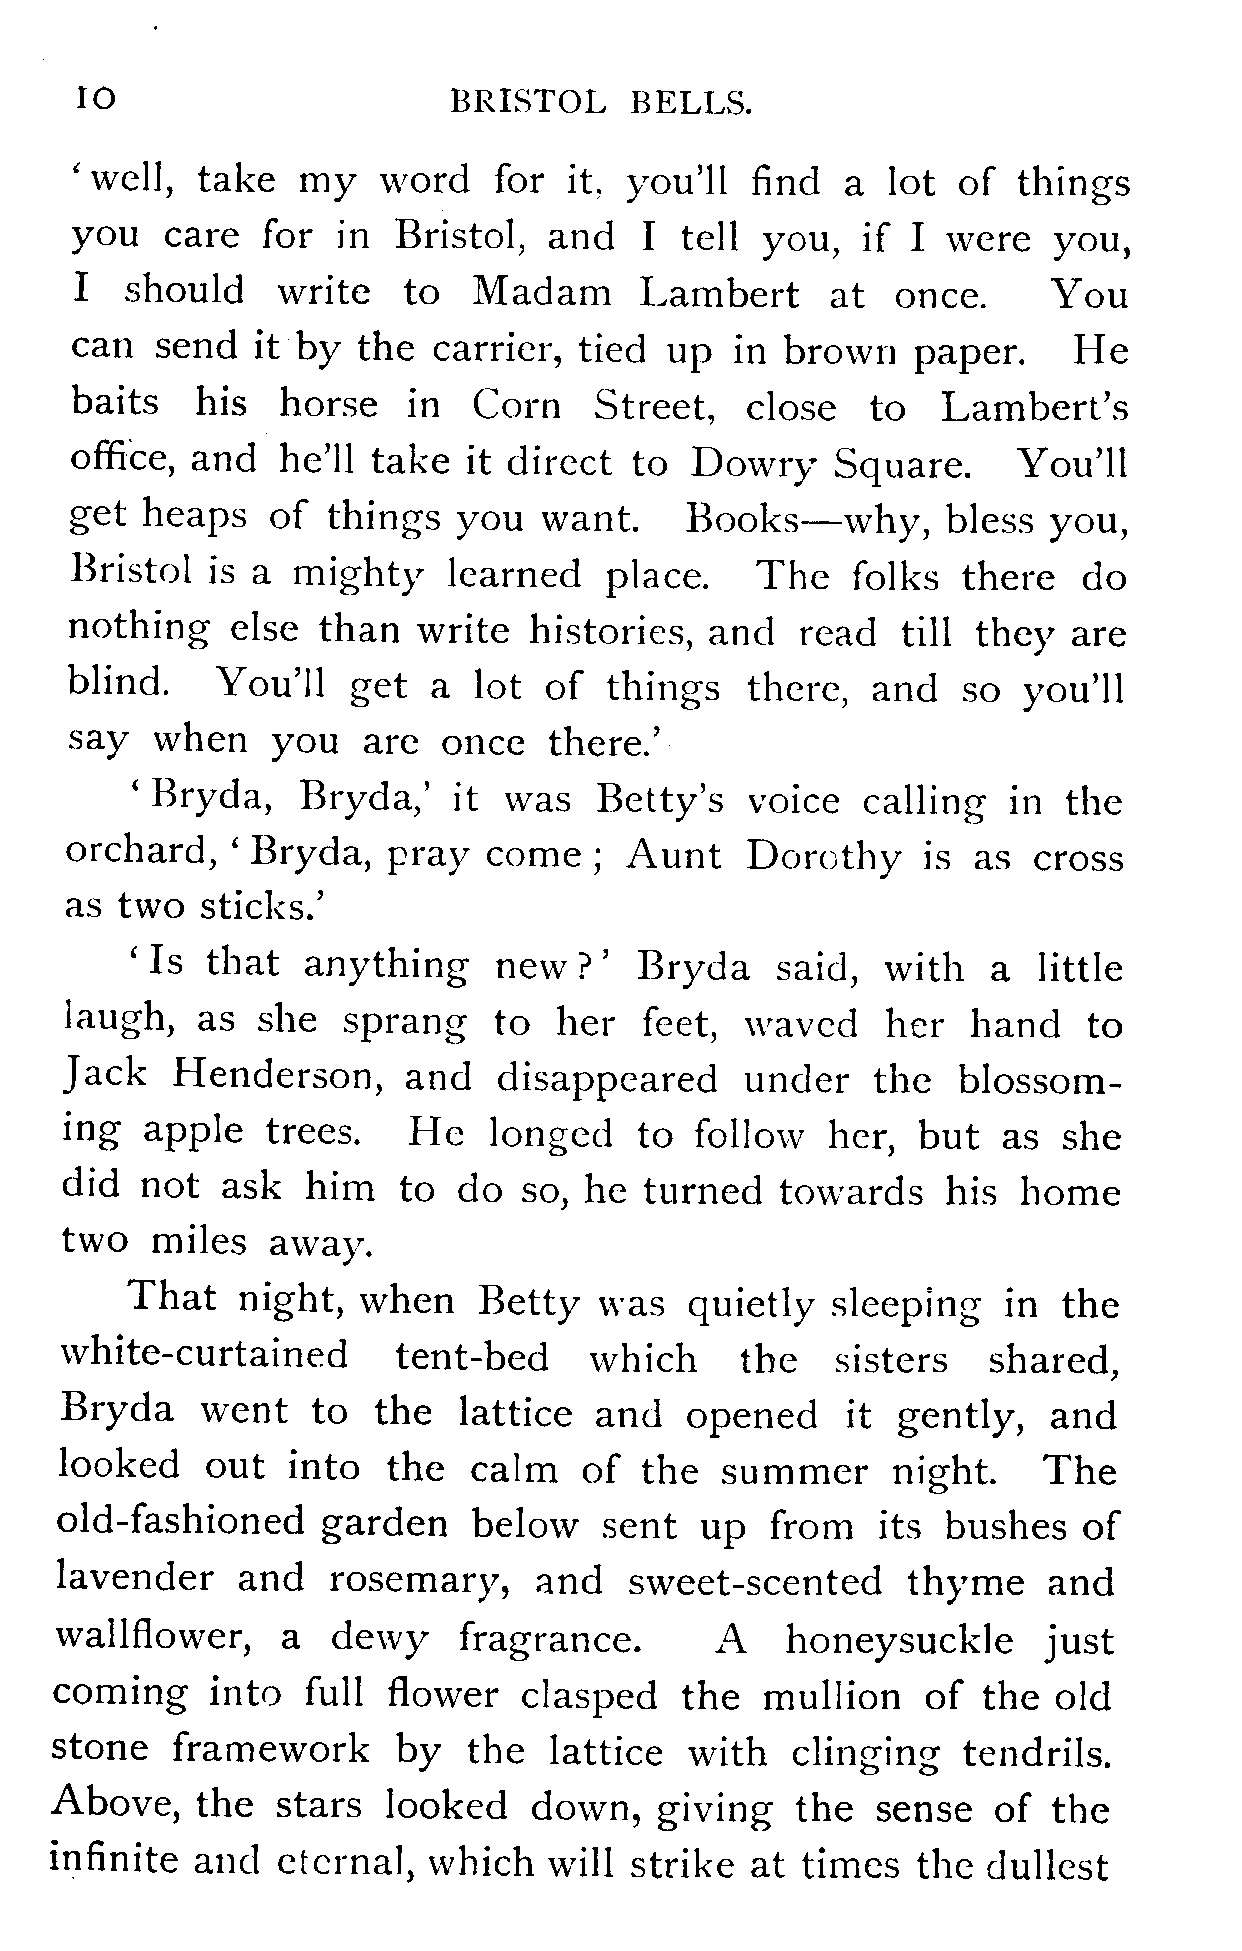 10 BRISTOL BELLS.
‘well, take my word for it, you'll find a lot of things
you care for in Bristol, and I tell you, if I were you,
I should write to Madam Lambert at once. You
can send it by the carrier, tied up in brown paper. He
baits his horse in Corn Street, close to Lambert's
office, and he'll take it direct to Dowry Square. You'll
get heaps of things you want. Books—why, bless you,
Bristol is a mighty learned place. The folks there do
nothing else than write histories, and read till they are
blind. You'll get a lot of things there, and so you'll
say when you are once there.’
‘Bryda, Bryda,’ it was Betty's voice calling in the
orchard, ‘Bryda, pray come; Aunt Dorothy is as cross
as two sticks.’
‘Is that anything new?’ Bryda said, with a little
laugh, as she sprang to her feet, waved her hand to
Jack Henderson, and disappeared under the blossom-
ing apple trees. He longed to follow her, but as she
did not ask him to do so, he turned towards his home
two miles away.
That night, when Betty was quietly sleeping in the
white-curtained tent-bed which the sisters shared,
Bryda went to the lattice and opened it gently, and
looked out into the calm of the summer night. The
old-fashioned garden below sent up from its bushes of
lavender and rosemary, and sweet-scented thyme and
wallflower, a dewy fragrance. A honeysuckle just
coming into full flower clasped the mullion of the old
stone framework by the lattice with clinging tendrils.
Above, the stars looked down, giving the sense of the
infinite and eternal, which will strike at times the dullest